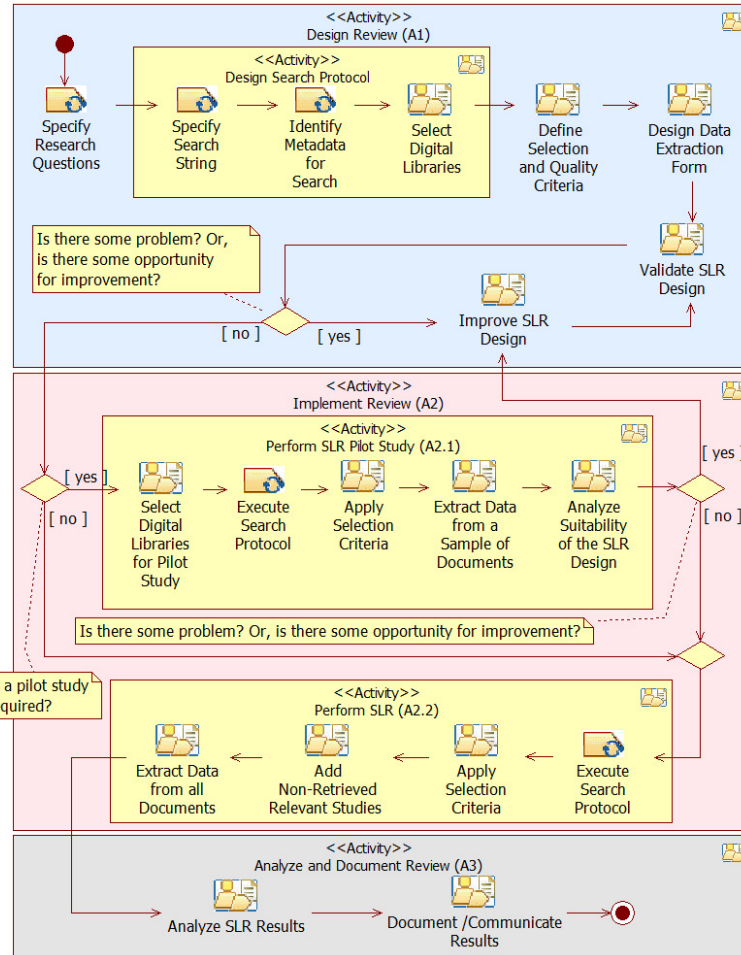 <<Activity>>
Design Review (A1)
<<Activity>>
Design Search Protocol
Specify
Research
Questions
Specify
Search
String
Identify
Metadata
for
Search
Select
Digital
Libraries
Define
Selection
and Quality
Criteria
Design Data
Extraction
Form
Is there some problem? Or,
is there some opportunity
for improvement?
Validate SLR
Design
Improve SLR
Design
[ no ]
[ yes ]
<<Activity>>
Implement Review (A2)
<<Activity>>
Perform SLR Pilot Study (A2.1)
[ yes ]
[ no ]
Select
Digital
Libraries
for Pilot
Study
Execute
Search
Protocol
Apply
Selection
Criteria
Extract Data
from a
Sample of
Documents
Analyze
Suitability
of the SLR
Design
[ yes ]
[ no ]
Is there some problem? Or, is there some opportunity for improvement?
a pilot study
quired?
<<Activity>>
Perform SLR (A2.2)
Extract Data
from all
Documents
Add
Non-Retrieved
Relevant Studies
Apply
Selection
Criteria
Execute
Search
Protocol
<<Activity>>
Analyze and Document Review (A3)
Analyze SLR Results
Document /Communicate
Results